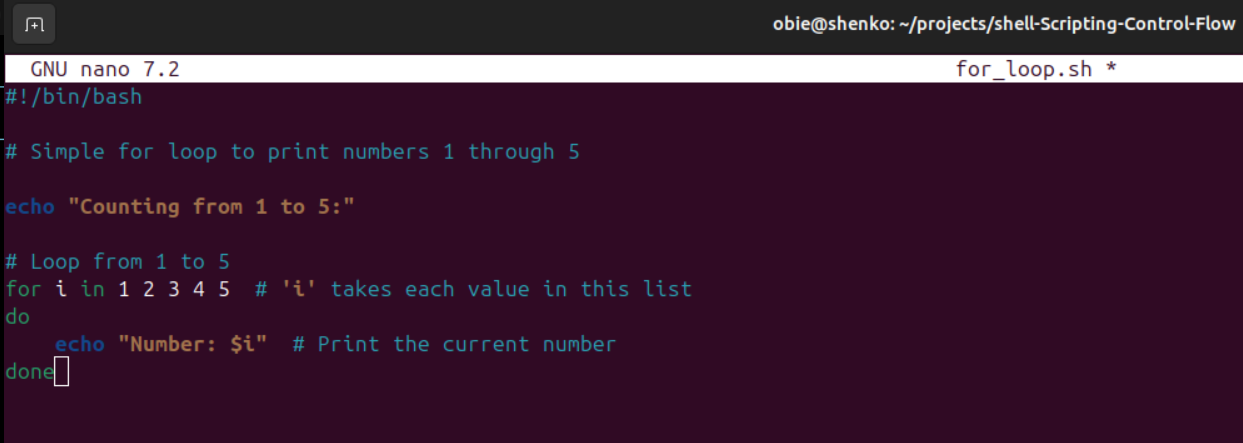 obie@shenko: ~/projects/shell-Scripting-Control-Flow
GNU nano 7.2 for_loop.sh *
#!/bin/bash
# Simple for loop to print numbers 1 through 5
echo "Counting from 1 to 5:"
# Loop from 1 to 5
for i in 1 2 3 4 5  # 'i' takes each value in this list
do
    echo "Number: $i"  # Print the current number
done